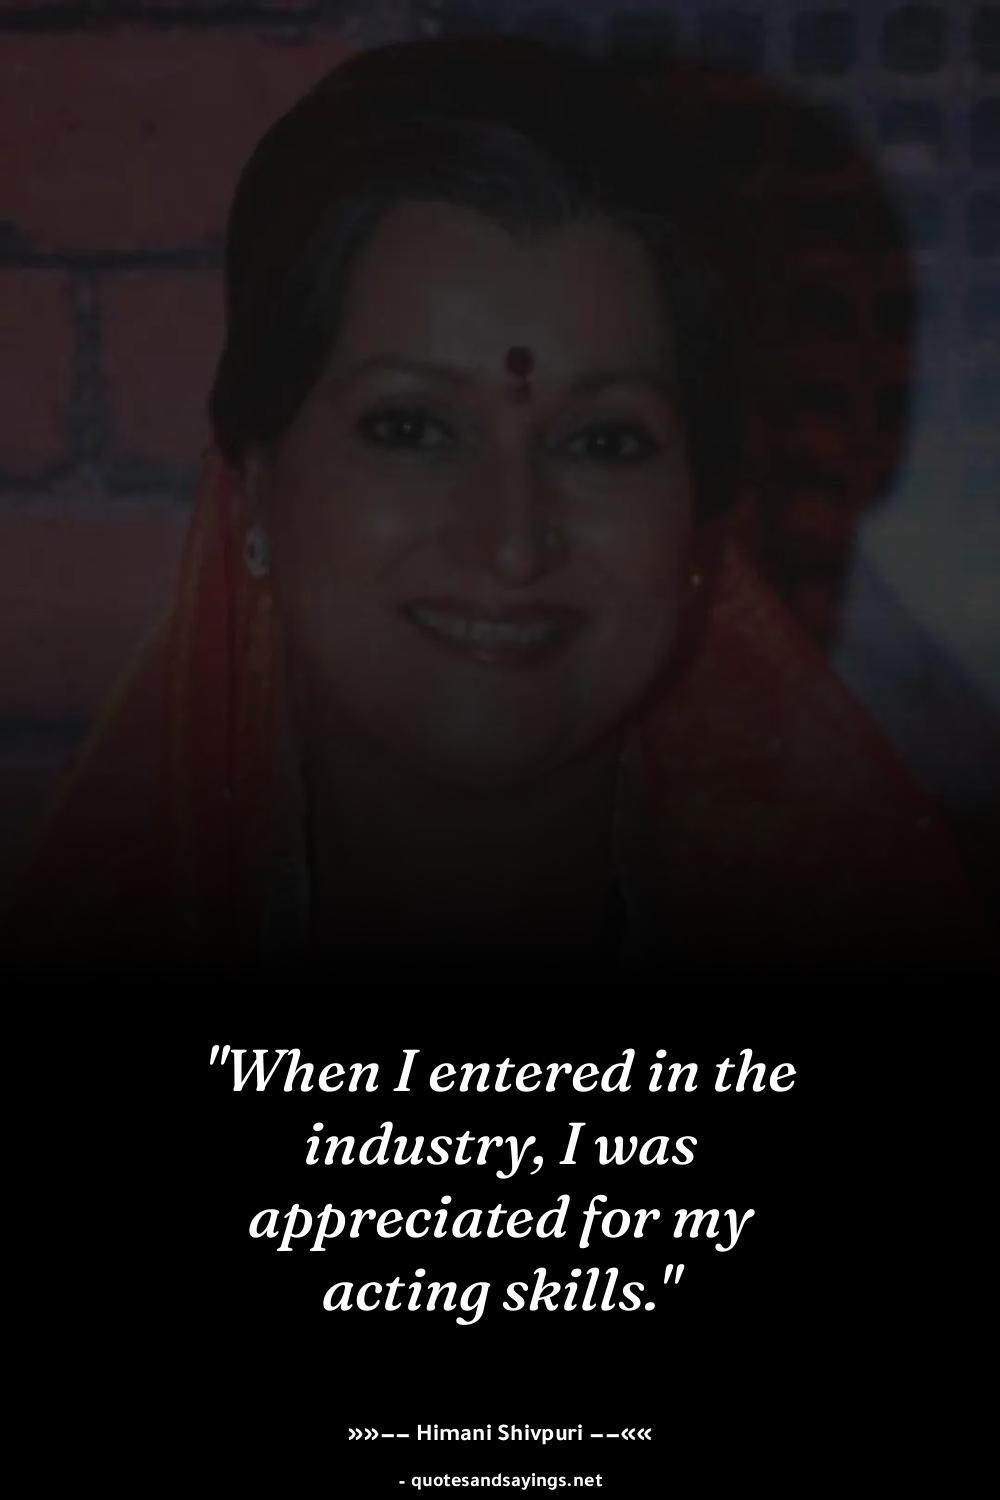 "When I entered in the
industry, I was
appreciated for my
acting skills."
»»−− Himani Shivpuri −−««
- quotesandsayings.net